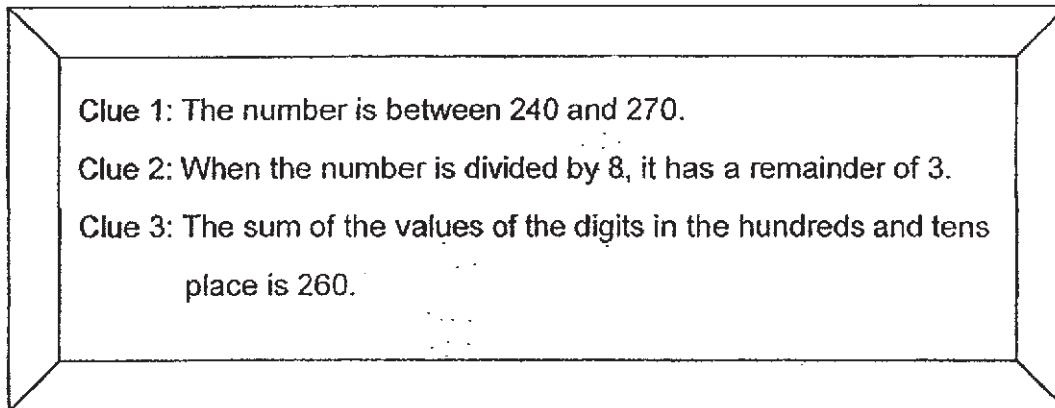 Clue 1: The number is between 240 and 270.
Clue 2: When the number is divided by 8, it has a remainder of 3.
Clue 3: The sum of the values of the digits in the hundreds and tens
place is 260.